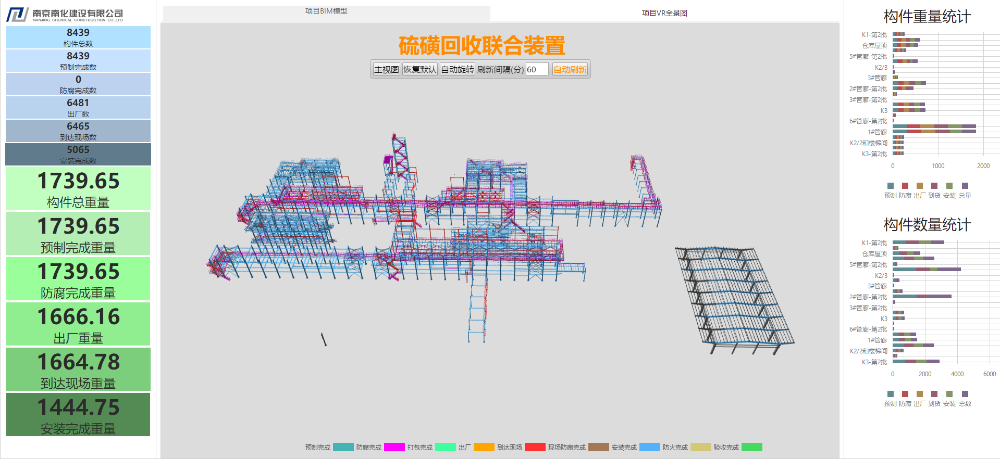 南京南化建设有限公司
NANJING CHEMICAL CONSTRUCTION CO.,LTD
8439
构件总数
8439
预制完成数
0
防腐完成数
6481
出厂数
6465
到达现场数
5065
安装完成数
1739.65
构件总重量
1739.65
预制完成重量
1739.65
防腐完成重量
1666.16
出厂重量
1664.78
到达现场重量
1444.75
安装完成重量
项目BIM模型
项目VR全景图
硫磺回收联合装置
主视图 恢复默认 自动旋转 刷新间隔(分) 60 自动刷新
预制完成 防腐完成 打包完成 出厂 到达现场 现场防腐完成 安装完成 防火完成 验收完成
构件重量统计
K1-第2批
仓库屋顶
5#管廊-第2批
K2/3
3#管廊
2#管廊-第2批
3#管廊-第2批
K3
6#管廊-第2批
1#管廊
K2/2和楼梯间
K3-第2批
0 1000 2000
预制 防腐 出厂 到货 安装 总量
构件数量统计
K1-第2批
仓库屋顶
5#管廊-第2批
K2/3
3#管廊
2#管廊-第2批
3#管廊-第2批
K3
6#管廊-第2批
1#管廊
K2/2和楼梯间
K3-第2批
0 2000 4000 6000
预制 防腐 出厂 到货 安装 总数